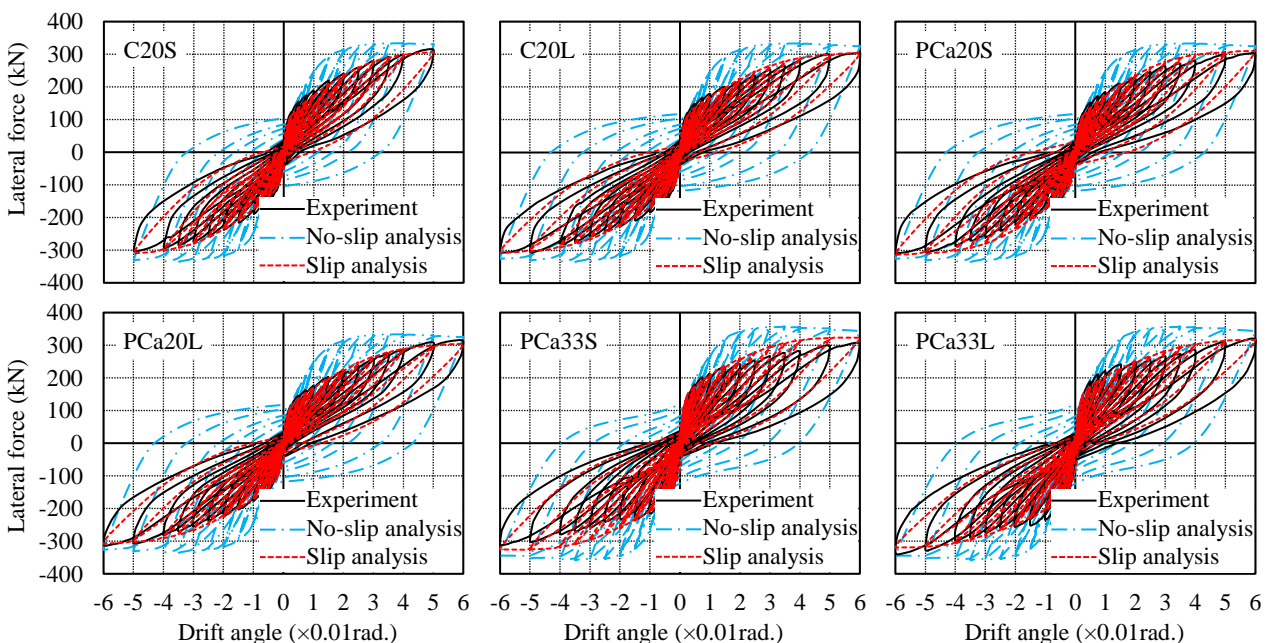 C20S
C20L
PCa20S
Lateral force (kN)
400
300
200
100
0
-100
-200
-300
-400
Experiment
No-slip analysis
Slip analysis
Experiment
No-slip analysis
Slip analysis
Experiment
No-slip analysis
Slip analysis
PCa20L
PCa33S
PCa33L
Lateral force (kN)
400
300
200
100
0
-100
-200
-300
-400
Experiment
No-slip analysis
Slip analysis
Experiment
No-slip analysis
Slip analysis
Experiment
No-slip analysis
Slip analysis
-6 -5 -4 -3 -2 -1 0 1 2 3 4 5 6
-6 -5 -4 -3 -2 -1 0 1 2 3 4 5 6
-6 -5 -4 -3 -2 -1 0 1 2 3 4 5 6
Drift angle (×0.01rad.)
Drift angle (×0.01rad.)
Drift angle (×0.01rad.)